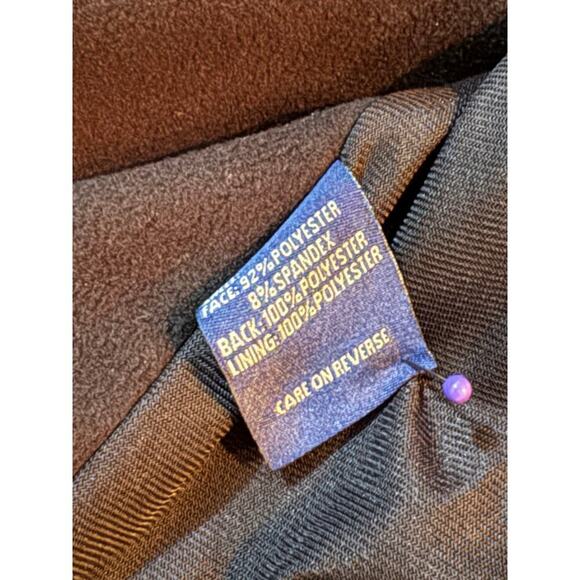 FACE: 92% POLYESTER
8% SPANDEX
BACK: 100% POLYESTER
LINING: 100% POLYESTER
CARE ON REVERSE